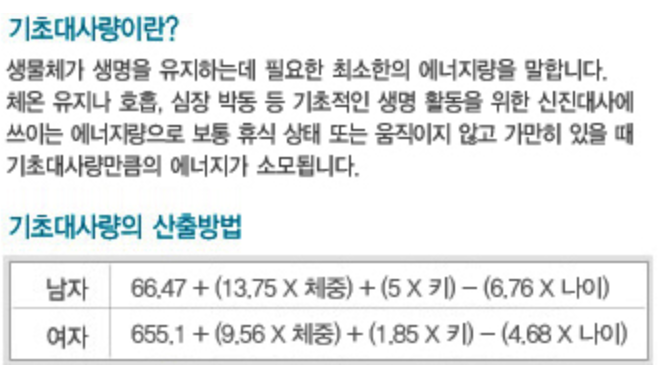 기초대사량이란?
생물체가 생명을 유지하는데 필요한 최소한의 에너지량을 말합니다.
체온 유지나 호흡, 심장 박동 등 기초적인 생명 활동을 위한 신진대사에
쓰이는 에너지량으로 보통 휴식 상태 또는 움직이지 않고 가만히 있을 때
기초대사량만큼의 에너지가 소모됩니다.
기초대사량의 산출방법
남자 66.47 + (13.75 X 체중) + (5 X 키) − (6.76 X 나이)
여자 655.1 + (9.56 X 체중) + (1.85 X 키) − (4.68 X 나이)